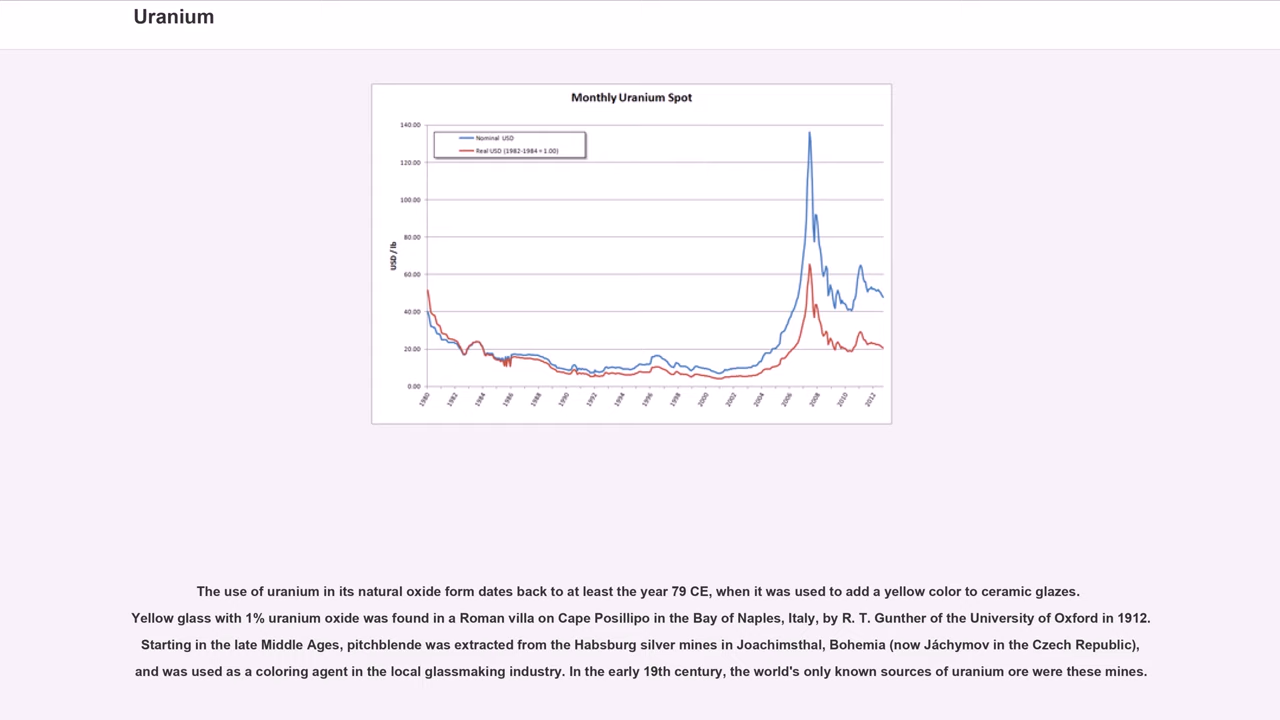 Uranium
Monthly Uranium Spot
140.00
Nominal USD
Real USD (1982-1984 = 1.00)
120.00
100.00
80.00
USD / lb
60.00
40.00
20.00
0.00
1980 1982 1984 1986 1988 1990 1992 1994 1996 1998 2000 2002 2004 2006 2008 2010 2012
The use of uranium in its natural oxide form dates back to at least the year 79 CE, when it was used to add a yellow color to ceramic glazes.
Yellow glass with 1% uranium oxide was found in a Roman villa on Cape Posillipo in the Bay of Naples, Italy, by R. T. Gunther of the University of Oxford in 1912.
Starting in the late Middle Ages, pitchblende was extracted from the Habsburg silver mines in Joachimsthal, Bohemia (now Jáchymov in the Czech Republic),
and was used as a coloring agent in the local glassmaking industry. In the early 19th century, the world's only known sources of uranium ore were these mines.